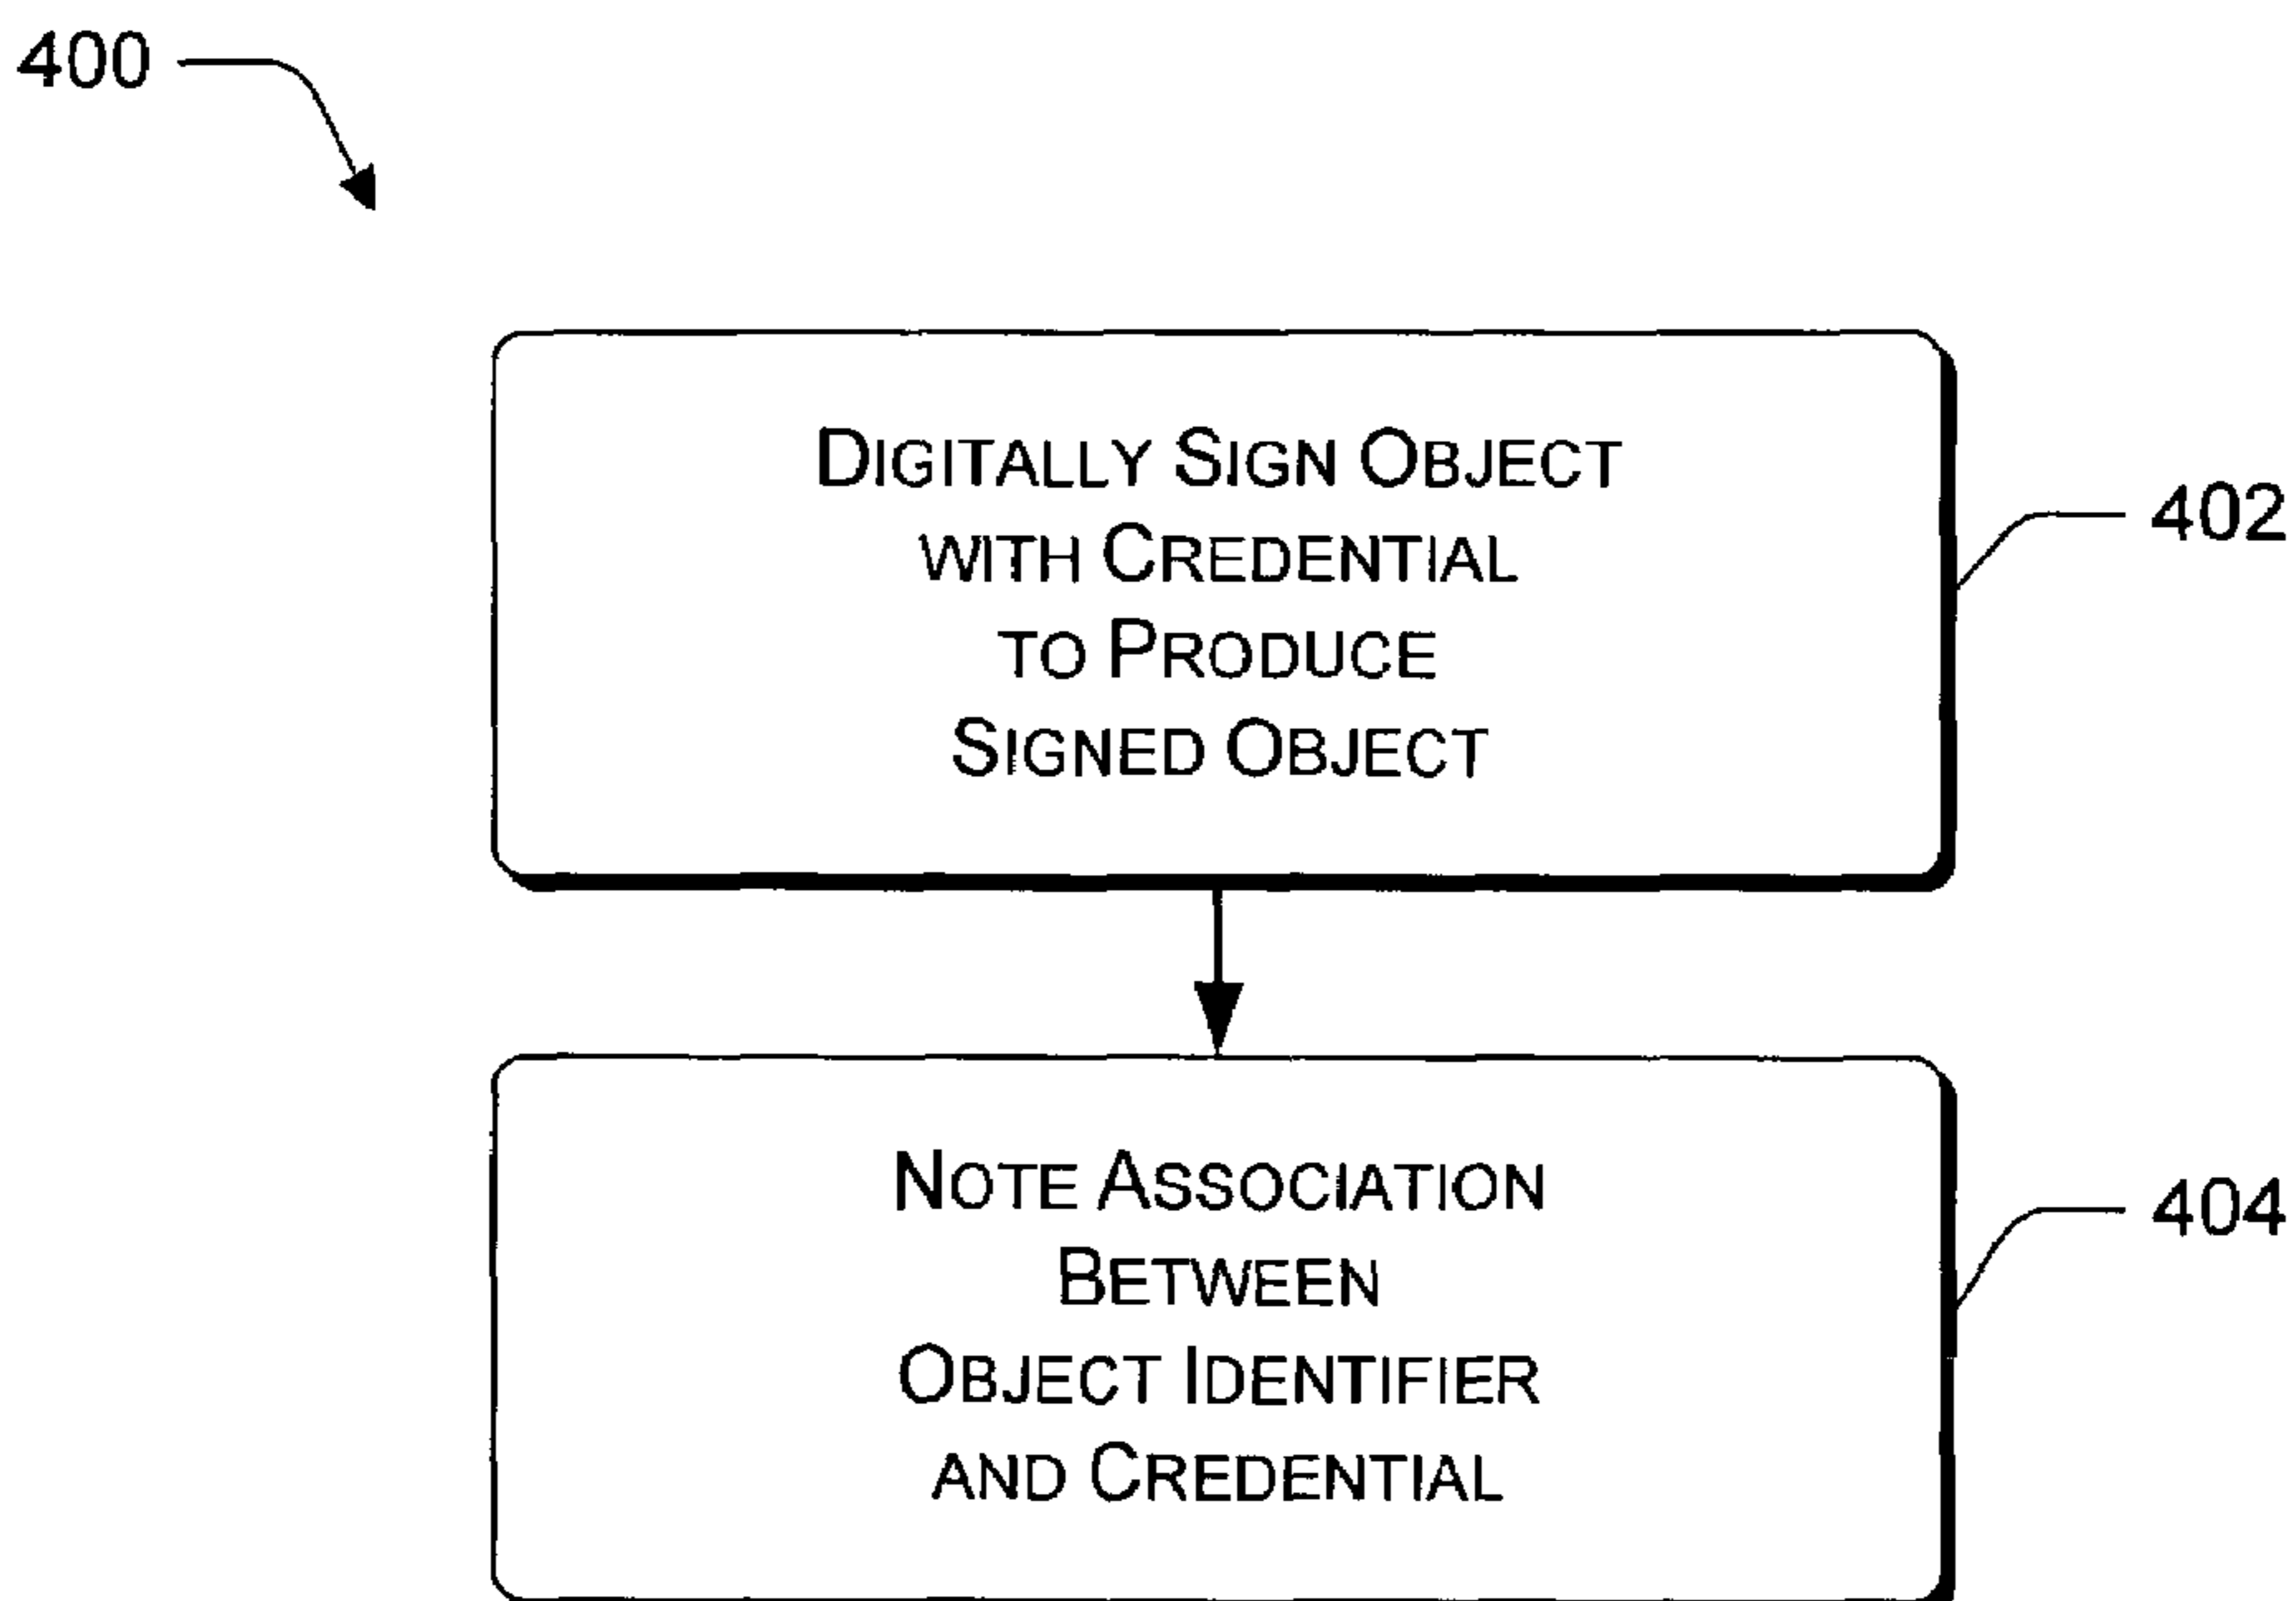 400
DIGITALLY SIGN OBJECT
WITH CREDENTIAL
TO PRODUCE
SIGNED OBJECT
402
NOTE ASSOCIATION
BETWEEN
OBJECT IDENTIFIER
AND CREDENTIAL
404